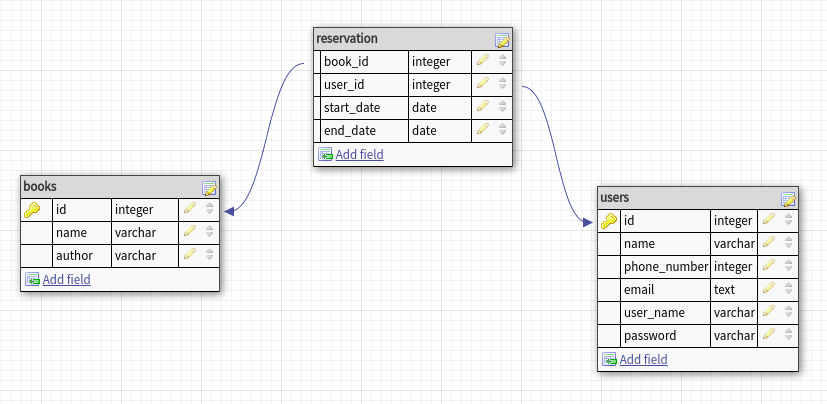 reservation
book_id integer
user_id integer
start_date date
end_date date
Add field
books
id integer
name varchar
author varchar
Add field
users
id integer
name varchar
phone_number integer
email text
user_name varchar
password varchar
Add field